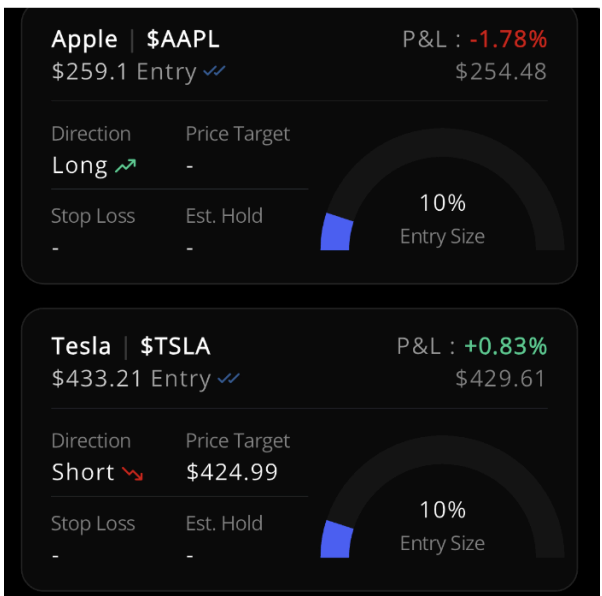 Apple | $AAPL
P&L : -1.78%
$259.1 Entry
$254.48
Direction
Price Target
Long
-
Stop Loss
Est. Hold
-
-
10%
Entry Size
Tesla | $TSLA
P&L : +0.83%
$433.21 Entry
$429.61
Direction
Price Target
Short
$424.99
Stop Loss
Est. Hold
-
-
10%
Entry Size